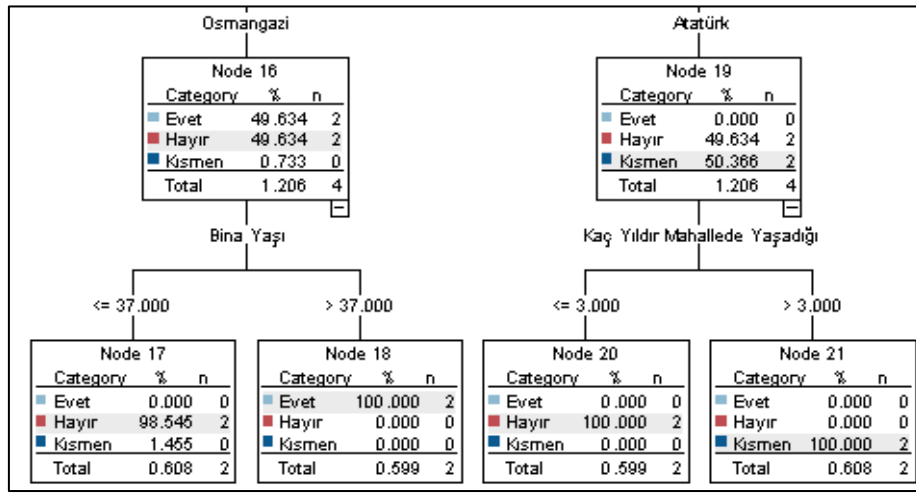 Osmangazi
Node 16
Category % n
Evet 49.634 2
Hayır 49.634 2
Kısmen 0.733 0
Total 1.206 4
Bina Yaşı
<= 37.000
> 37.000
Node 17
Category % n
Evet 0.000 0
Hayır 98.545 2
Kısmen 1.455 0
Total 0.608 2
Node 18
Category % n
Evet 100.000 2
Hayır 0.000 0
Kısmen 0.000 0
Total 0.599 2
Atatürk
Node 19
Category % n
Evet 0.000 0
Hayır 49.634 2
Kısmen 50.366 2
Total 1.206 4
Kaç Yıldır Mahallede Yaşadığı
<= 3.000
> 3.000
Node 20
Category % n
Evet 0.000 0
Hayır 100.000 2
Kısmen 0.000 0
Total 0.599 2
Node 21
Category % n
Evet 0.000 0
Hayır 0.000 0
Kısmen 100.000 2
Total 0.608 2